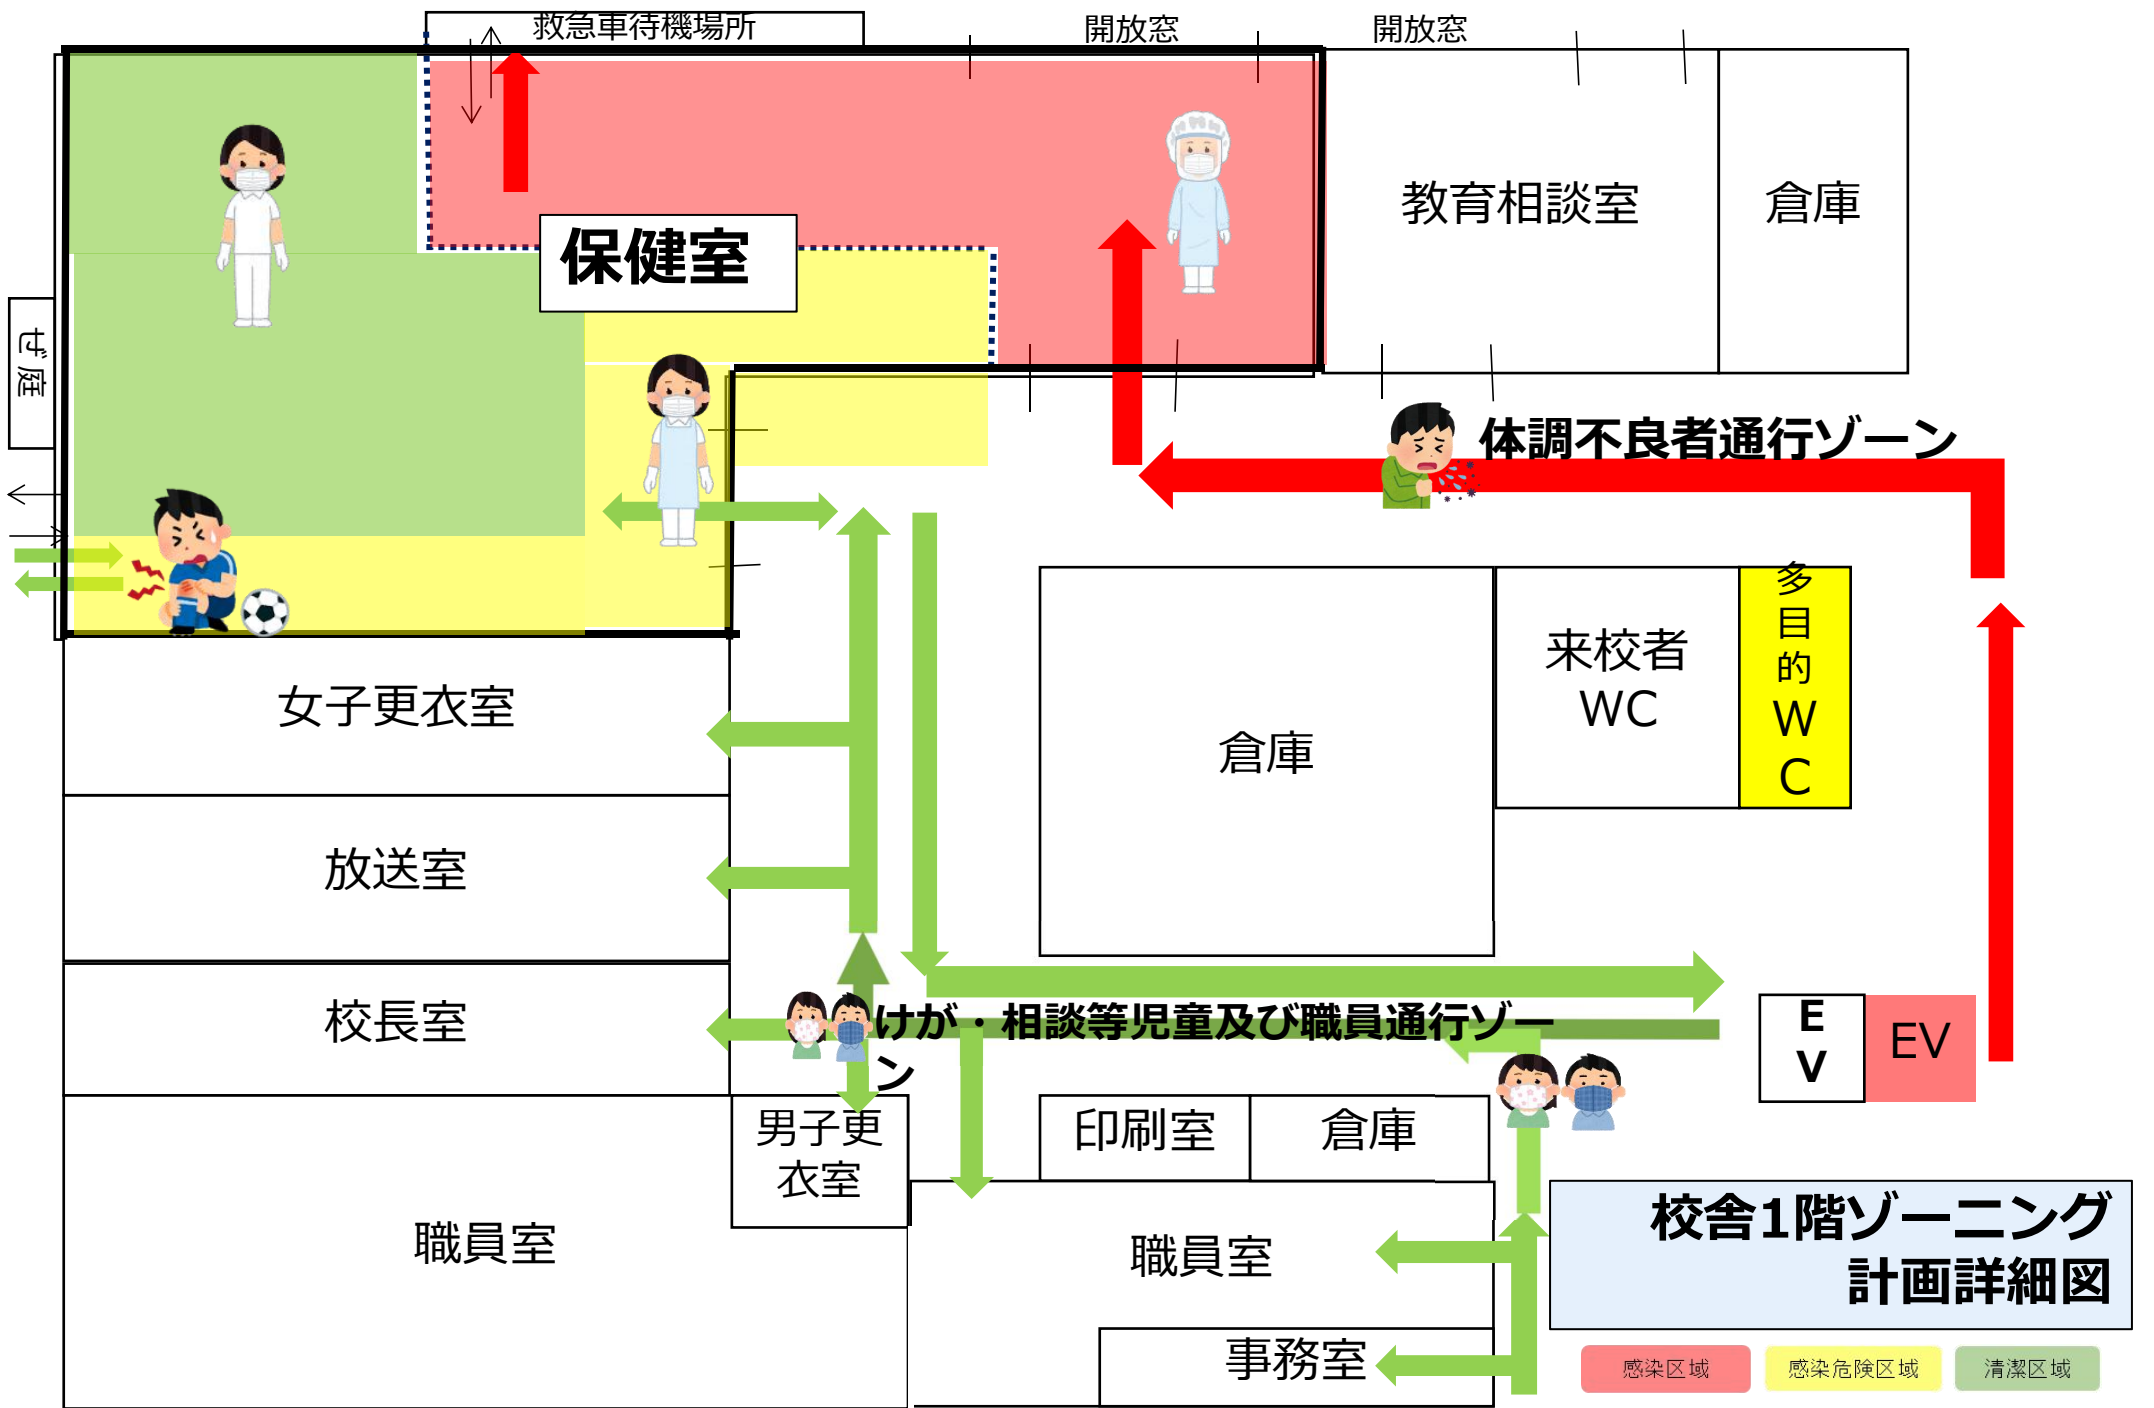 救急車待機場所
開放窓
開放窓
保健室
教育相談室
倉庫
ぜ庭
体調不良者通行ゾーン
倉庫
来校者
WC
多
目
的
W
C
女子更衣室
放送室
校長室
けが・相談等児童及び職員通行ゾー
ン
E
V
EV
男子更
衣室
印刷室
倉庫
職員室
職員室
事務室
校舎1階ゾーニング
計画詳細図
感染区域
感染危険区域
清潔区域